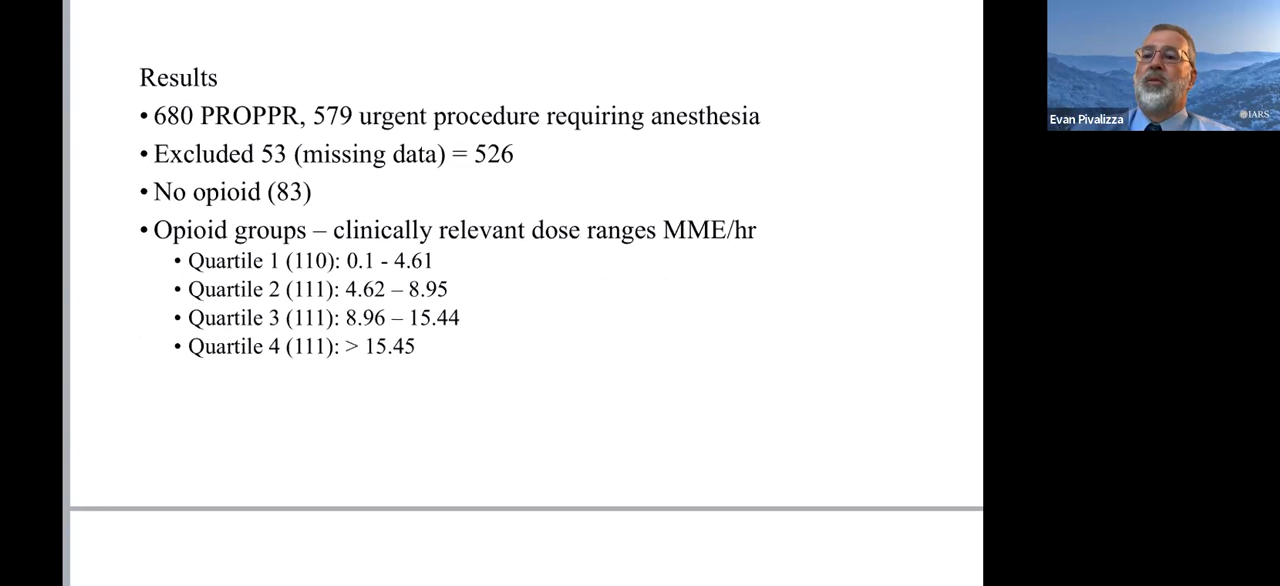 Results
• 680 PROPPR, 579 urgent procedure requiring anesthesia
• Excluded 53 (missing data) = 526
• No opioid (83)
• Opioid groups – clinically relevant dose ranges MME/hr
• Quartile 1 (110): 0.1 - 4.61
• Quartile 2 (111): 4.62 – 8.95
• Quartile 3 (111): 8.96 – 15.44
• Quartile 4 (111): > 15.45
IARS
Evan Pivalizza